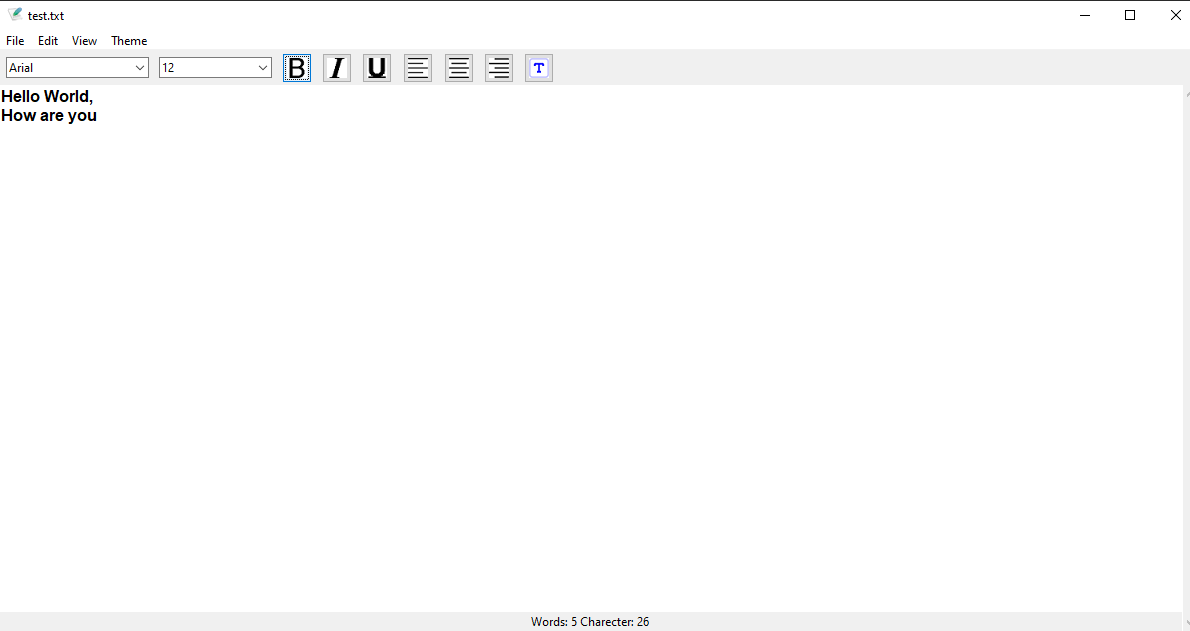 test.txt
File Edit View Theme
Arial 12 B I U T
Hello World,
How are you
Words: 5 Charecter: 26